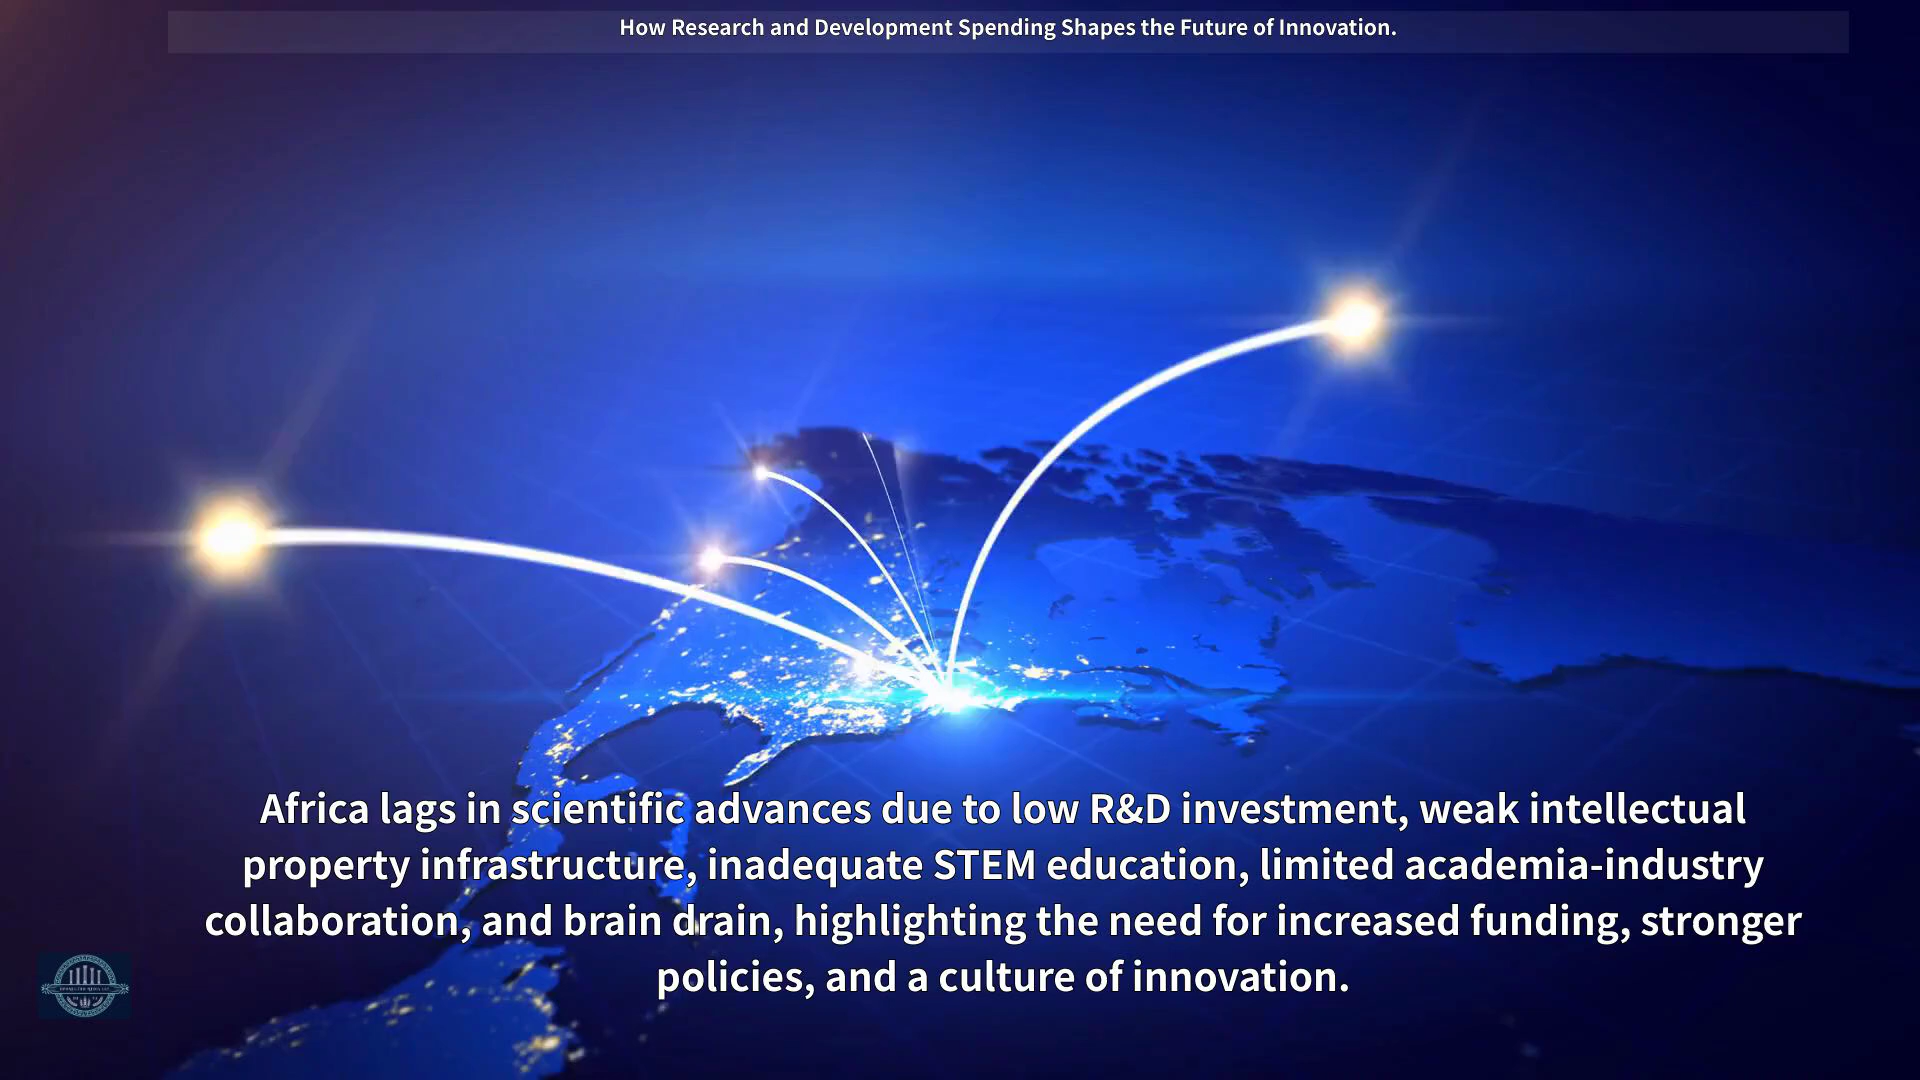 How Research and Development Spending Shapes the Future of Innovation.
Africa lags in scientific advances due to low R&D investment, weak intellectual
property infrastructure, inadequate STEM education, limited academia-industry
collaboration, and brain drain, highlighting the need for increased funding, stronger
policies, and a culture of innovation.